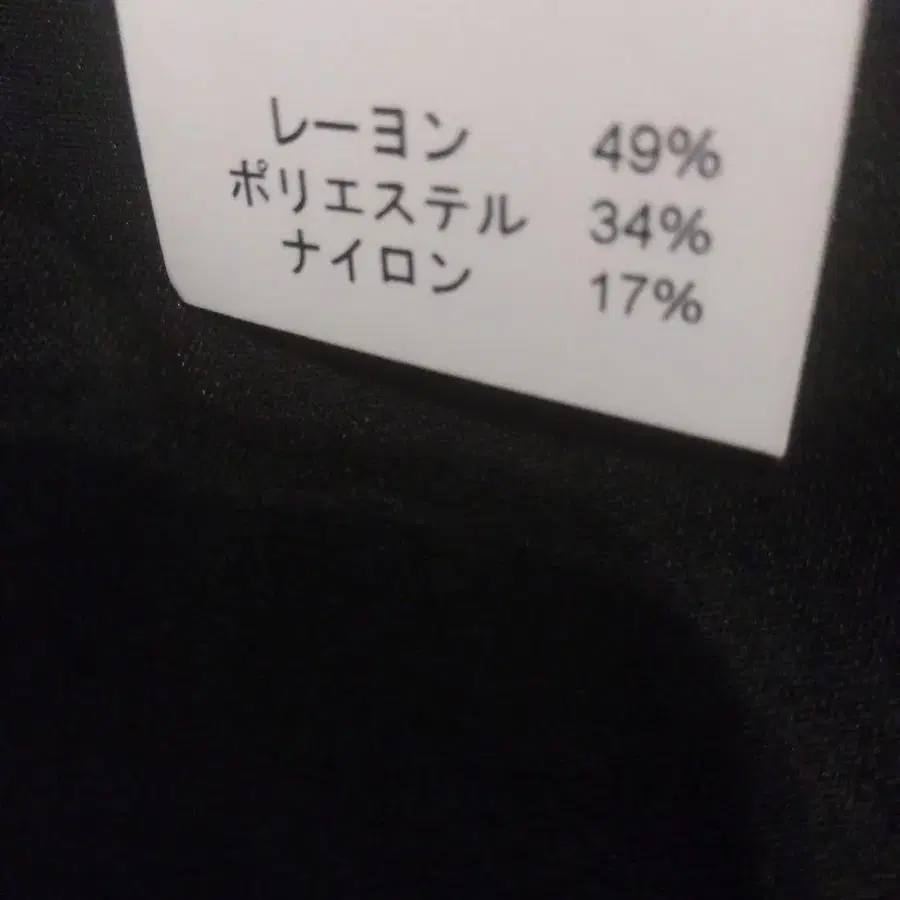 レーヨン 49%
ポリエステル 34%
ナイロン 17%